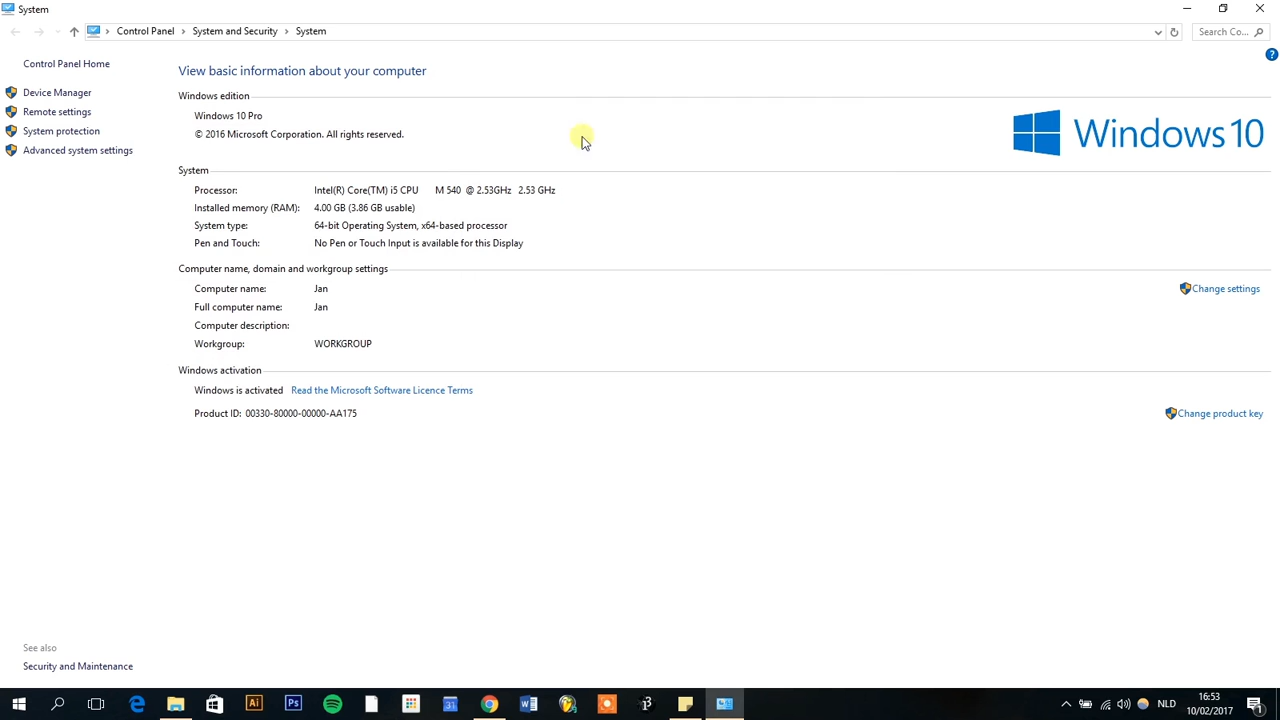 System
Control Panel > System and Security > System
Search Co...
Control Panel Home
Device Manager
Remote settings
System protection
Advanced system settings
View basic information about your computer
Windows edition
Windows 10 Pro
© 2016 Microsoft Corporation. All rights reserved.
Windows 10
System
Processor: Intel(R) Core(TM) i5 CPU M 540 @ 2.53GHz 2.53 GHz
Installed memory (RAM): 4.00 GB (3.86 GB usable)
System type: 64-bit Operating System, x64-based processor
Pen and Touch: No Pen or Touch Input is available for this Display
Computer name, domain and workgroup settings
Computer name: Jan
Change settings
Full computer name: Jan
Computer description:
Workgroup: WORKGROUP
Windows activation
Windows is activated Read the Microsoft Software Licence Terms
Product ID: 00330-80000-00000-AA175
Change product key
See also
Security and Maintenance
Ai
Ps
31
NLD
16:53
10/02/2017
1